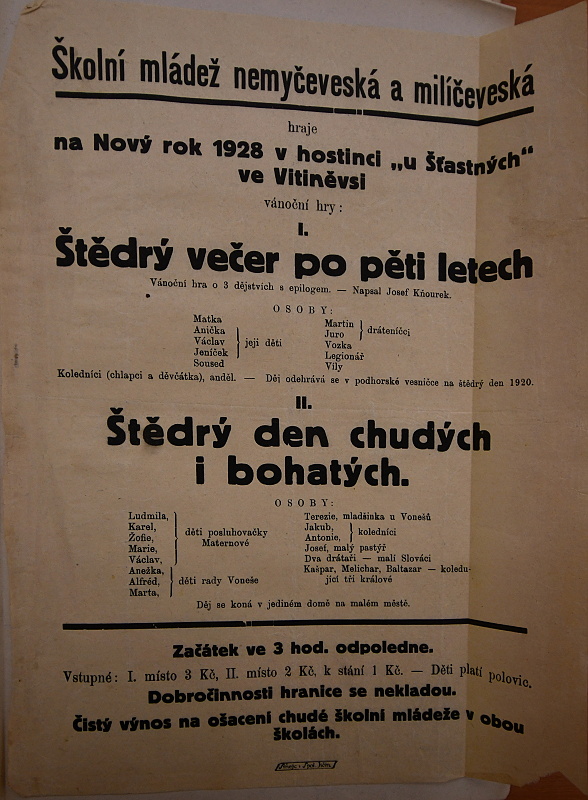 Školní mládež nemyčeveská a milíčeveská
hraje
na Nový rok 1928 v hostinci „u Šťastných“
ve Vitiněvsi
vánoční hry:
I.
Štědrý večer po pěti letech
Vánoční hra o 3 dějstvích s epilogem. — Napsal Josef Kňourek.
OSOBY:
Matka
Anička
Václav
Jeníček
Soused
její děti
Martin
Juro
dráteníčci
Vozka
Legionář
Víly
Koledníci (chlapci a děvčátka), anděl. — Děj odehrává se v podhorské vesničce na štědrý den 1920.
II.
Štědrý den chudých
i bohatých.
OSOBY:
Ludmila,
Karel,
Žofie,
Marie,
Václav,
děti posluhovačky
Maternové
Anežka,
Alfréd,
Marta,
děti rady Voneše
Terezie, mladšinka u Vonešů
Jakub,
Antonie,
koledníci
Josef, malý pastýř
Dva drátaři — malí Slováci
Kašpar, Melichar, Baltazar — koledu-
jící tři králové
Děj se koná v jediném domě na malém městě.
Začátek ve 3 hod. odpoledne.
Vstupné: I. místo 3 Kč, II. místo 2 Kč, k stání 1 Kč. — Děti platí polovic.
Dobročinnosti hranice se nekladou.
Čistý výnos na ošacení chudé školní mládeže v obou
školách.